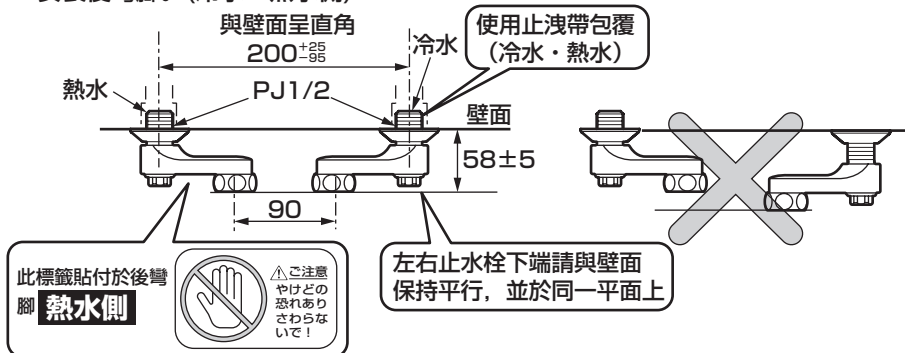 與壁面呈直角
200 +25 -95
冷水
使用止洩帶包覆
(冷水・熱水)
熱水
PJ1/2
壁面
58±5
90
此標籤貼付於後彎
腳 熱水側
⚠ご注意
やけどの
恐れあり
さわらな
いで！
左右止水栓下端請與壁面
保持平行，並於同一平面上